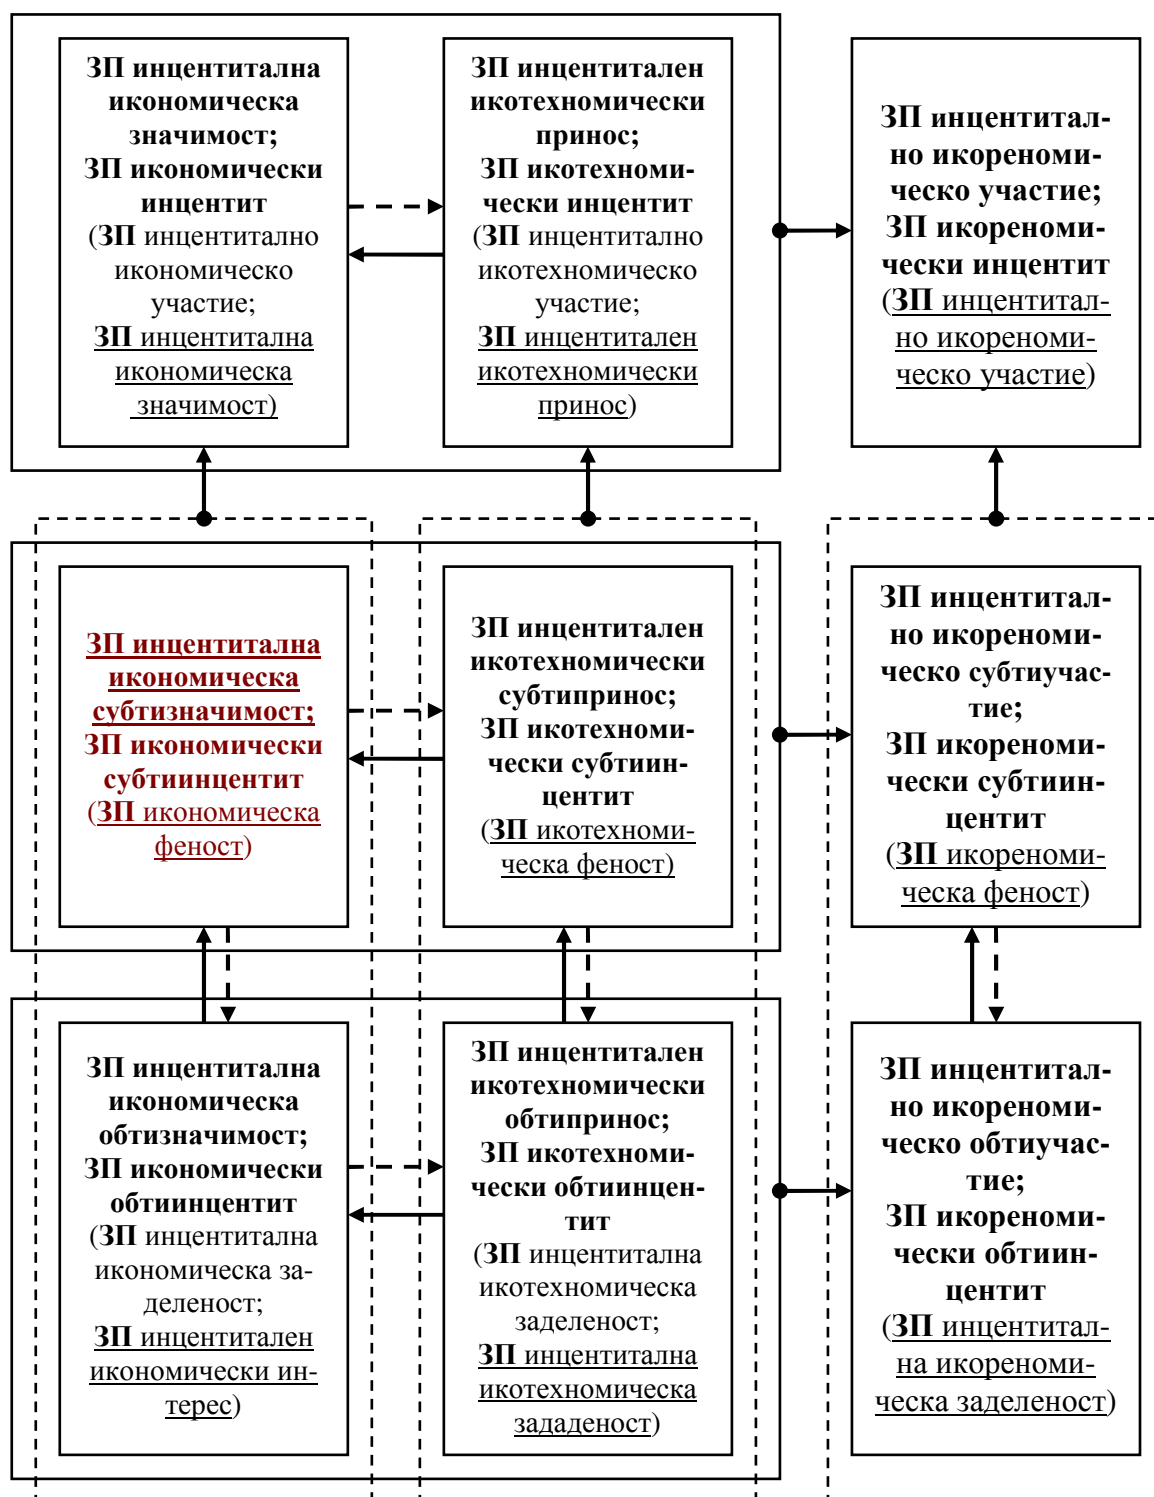 ЗП инцентитална
икономическа
значимост;
ЗП икономически
инцентит
(ЗП инцентитално
икономическо
участие;
ЗП инцентитална
икономическа
значимост)
ЗП инцентитален
икотехномически
принос;
ЗП икотехноми-
чески инцентит
(ЗП инцентитално
икотехномическо
участие;
ЗП инцентитален
икотехномически
принос)
ЗП инцентитал-
но икореноми-
ческо участие;
ЗП икореноми-
чески инцентит
(ЗП инцентитал-
но икореноми-
ческо участие)
ЗП инцентитална
икономическа
субтизначимост;
ЗП икономически
субтиинцентит
(ЗП икономическа
феност)
ЗП инцентитален
икотехномически
субтипринос;
ЗП икотехноми-
чески субтиин-
центит
(ЗП икотехноми-
ческа феност)
ЗП инцентитал-
но икореноми-
ческо субтиучас-
тие;
ЗП икореноми-
чески субтиин-
центит
(ЗП икореноми-
ческа феност)
ЗП инцентитална
икономическа
обтизначимост;
ЗП икономически
обтиинцентит
(ЗП инцентитална
икономическа за-
деленост;
ЗП инцентитален
икономически ин-
терес)
ЗП инцентитален
икотехномически
обтипринос;
ЗП икотехноми-
чески обтиинцен-
тит
(ЗП инцентитална
икотехномическа
заделеност;
ЗП инцентитална
икотехномическа
зададеност)
ЗП инцентитал-
но икореноми-
ческо обтиучас-
тие;
ЗП икореноми-
чески обтиин-
центит
(ЗП инцентитал-
на икореноми-
ческа заделеност)